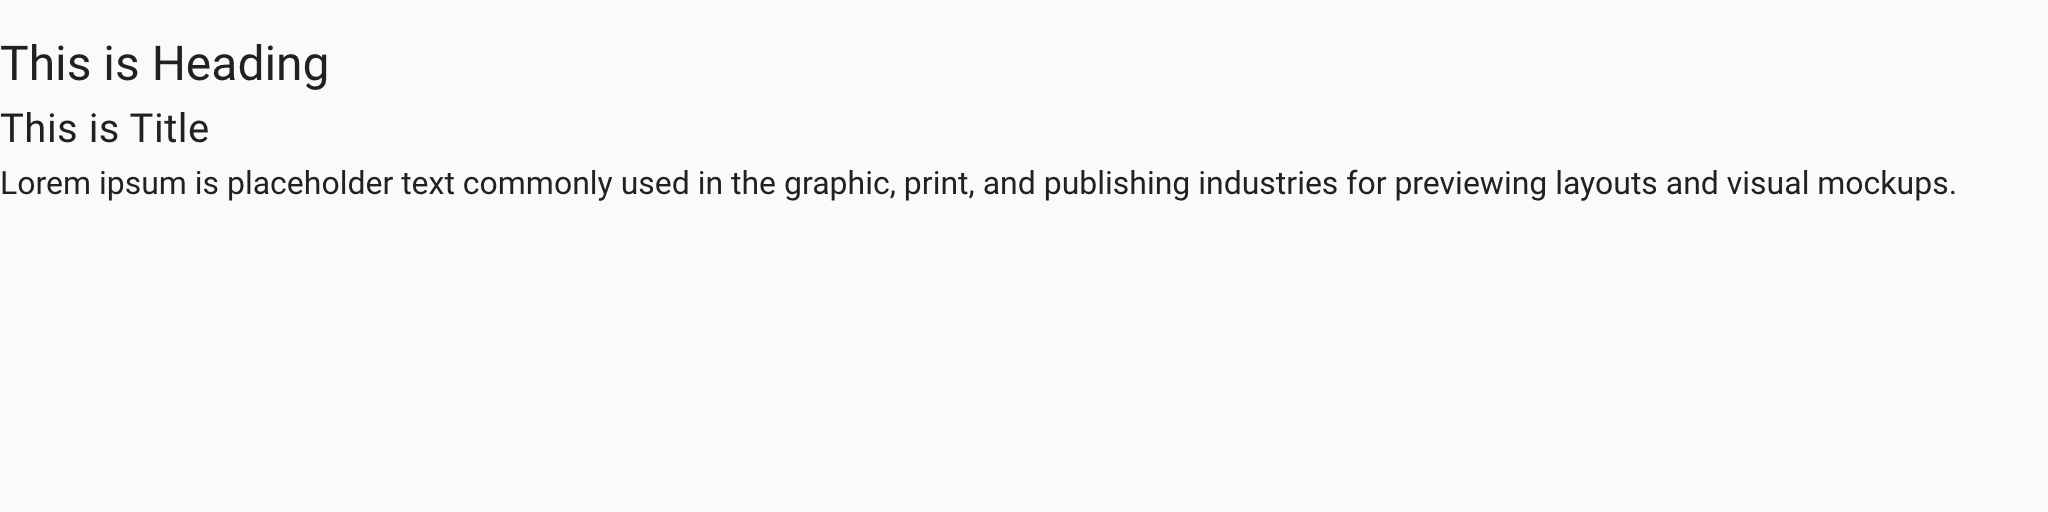 This is Heading
This is Title
Lorem ipsum is placeholder text commonly used in the graphic, print, and publishing industries for previewing layouts and visual mockups.